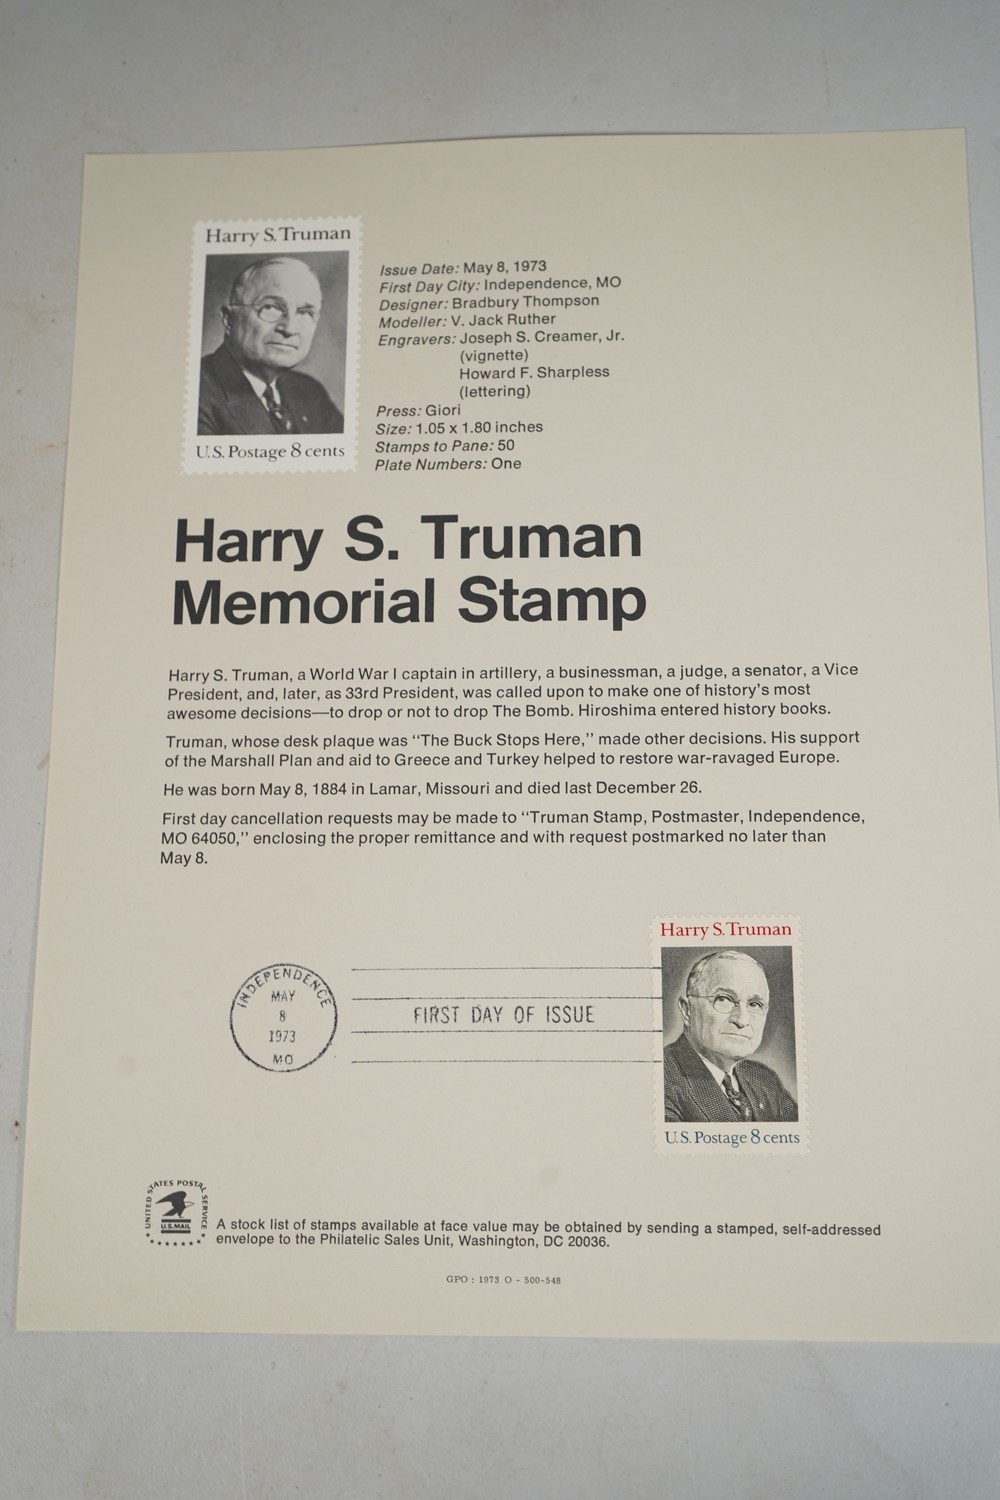 Harry S. Truman
U.S. Postage 8 cents
Issue Date: May 8, 1973
First Day City: Independence, MO
Designer: Bradbury Thompson
Modeller: V. Jack Ruther
Engravers: Joseph S. Creamer, Jr.
(vignette)
Howard F. Sharpless
(lettering)
Press: Giori
Size: 1.05 x 1.80 inches
Stamps to Pane: 50
Plate Numbers: One
Harry S. Truman
Memorial Stamp
Harry S. Truman, a World War I captain in artillery, a businessman, a judge, a senator, a Vice
President, and, later, as 33rd President, was called upon to make one of history's most
awesome decisions—to drop or not to drop The Bomb. Hiroshima entered history books.
Truman, whose desk plaque was "The Buck Stops Here," made other decisions. His support
of the Marshall Plan and aid to Greece and Turkey helped to restore war-ravaged Europe.
He was born May 8, 1884 in Lamar, Missouri and died last December 26.
First day cancellation requests may be made to "Truman Stamp, Postmaster, Independence,
MO 64050," enclosing the proper remittance and with request postmarked no later than
May 8.
INDEPENDENCE
MAY
8
1973
MO
FIRST DAY OF ISSUE
Harry S. Truman
U.S. Postage 8 cents
UNITED STATES POSTAL SERVICE
U.S.MAIL
A stock list of stamps available at face value may be obtained by sending a stamped, self-addressed
envelope to the Philatelic Sales Unit, Washington, DC 20036.
GPO : 1973 O - 500-548